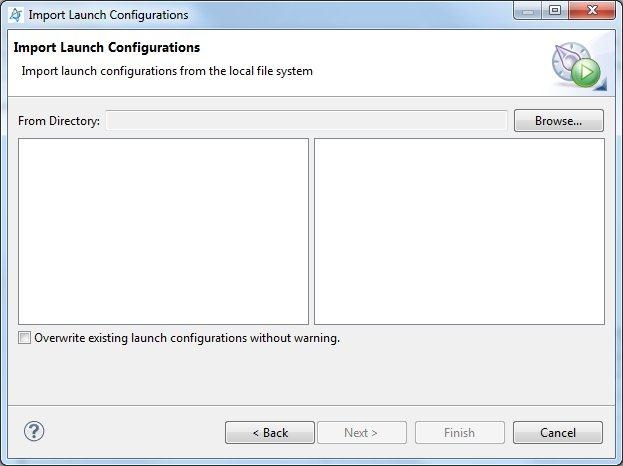 Import Launch Configurations
Import Launch Configurations
Import launch configurations from the local file system
From Directory:
Browse...
Overwrite existing launch configurations without warning.
?
< Back
Next >
Finish
Cancel